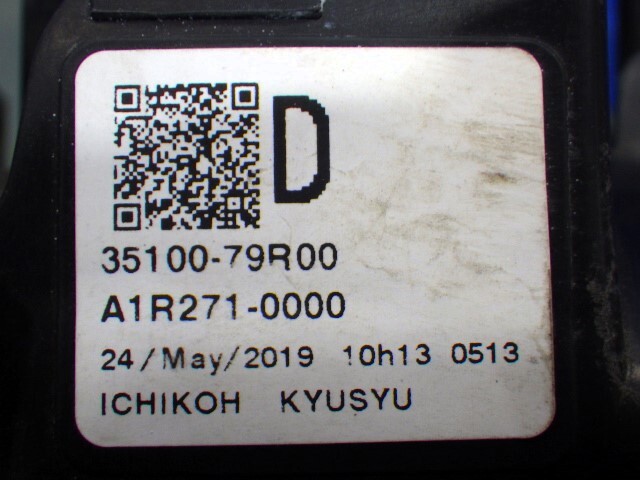 D
35100-79R00
A1R271-0000
24/May/2019 10h13 0513
ICHIKOH KYUSYU